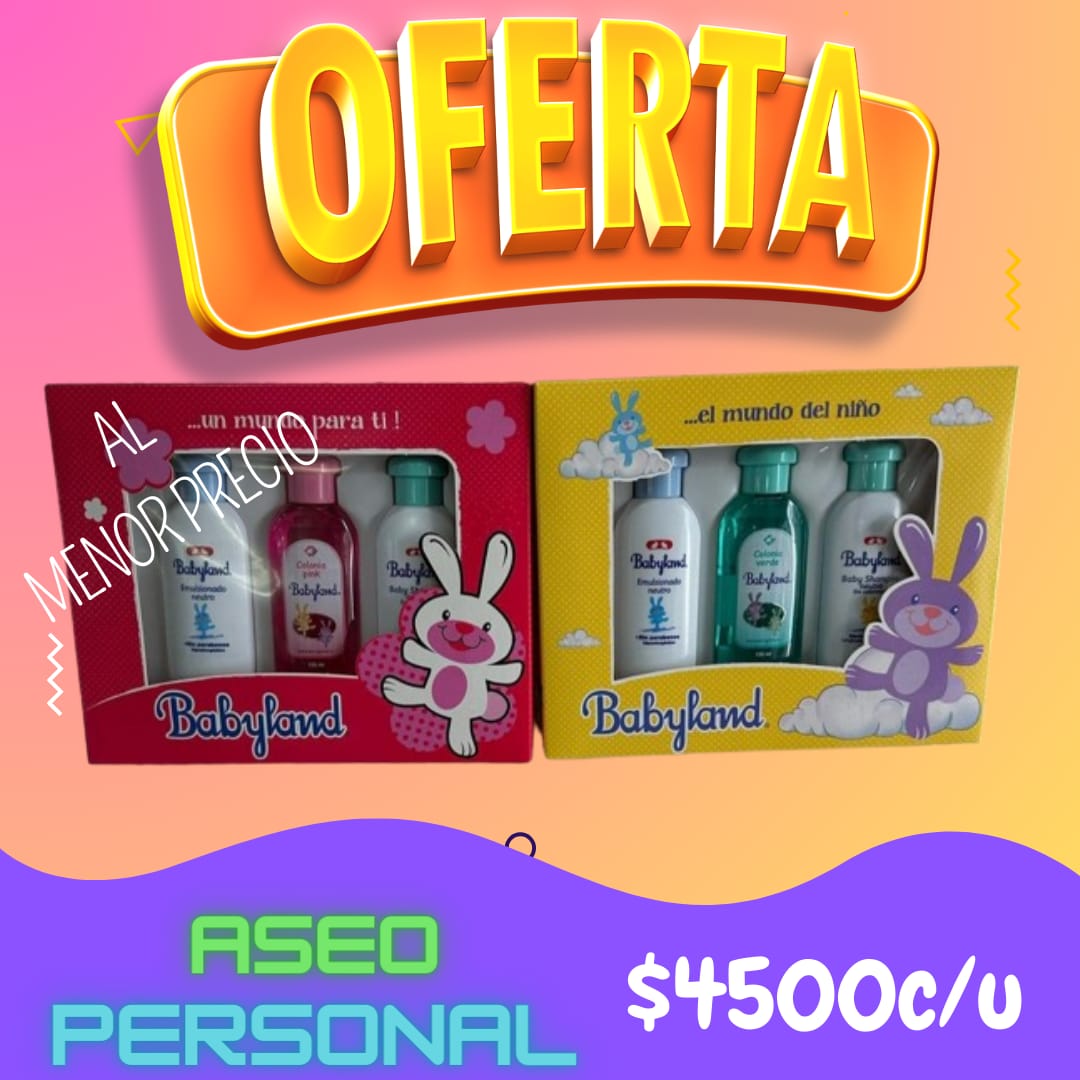 OFERTA
AL
MENOR PRECIO
...un mundo para ti !
Babyland
Emulsionado
neutro
Colonia
pink
Babyland
Babyland
...el mundo del niño
Babyland
Emulsionado
neutro
Colonia
verde
Babyland
Babyland
Baby Shampoo
Babyland
ASEO
PERSONAL
$4500c/u